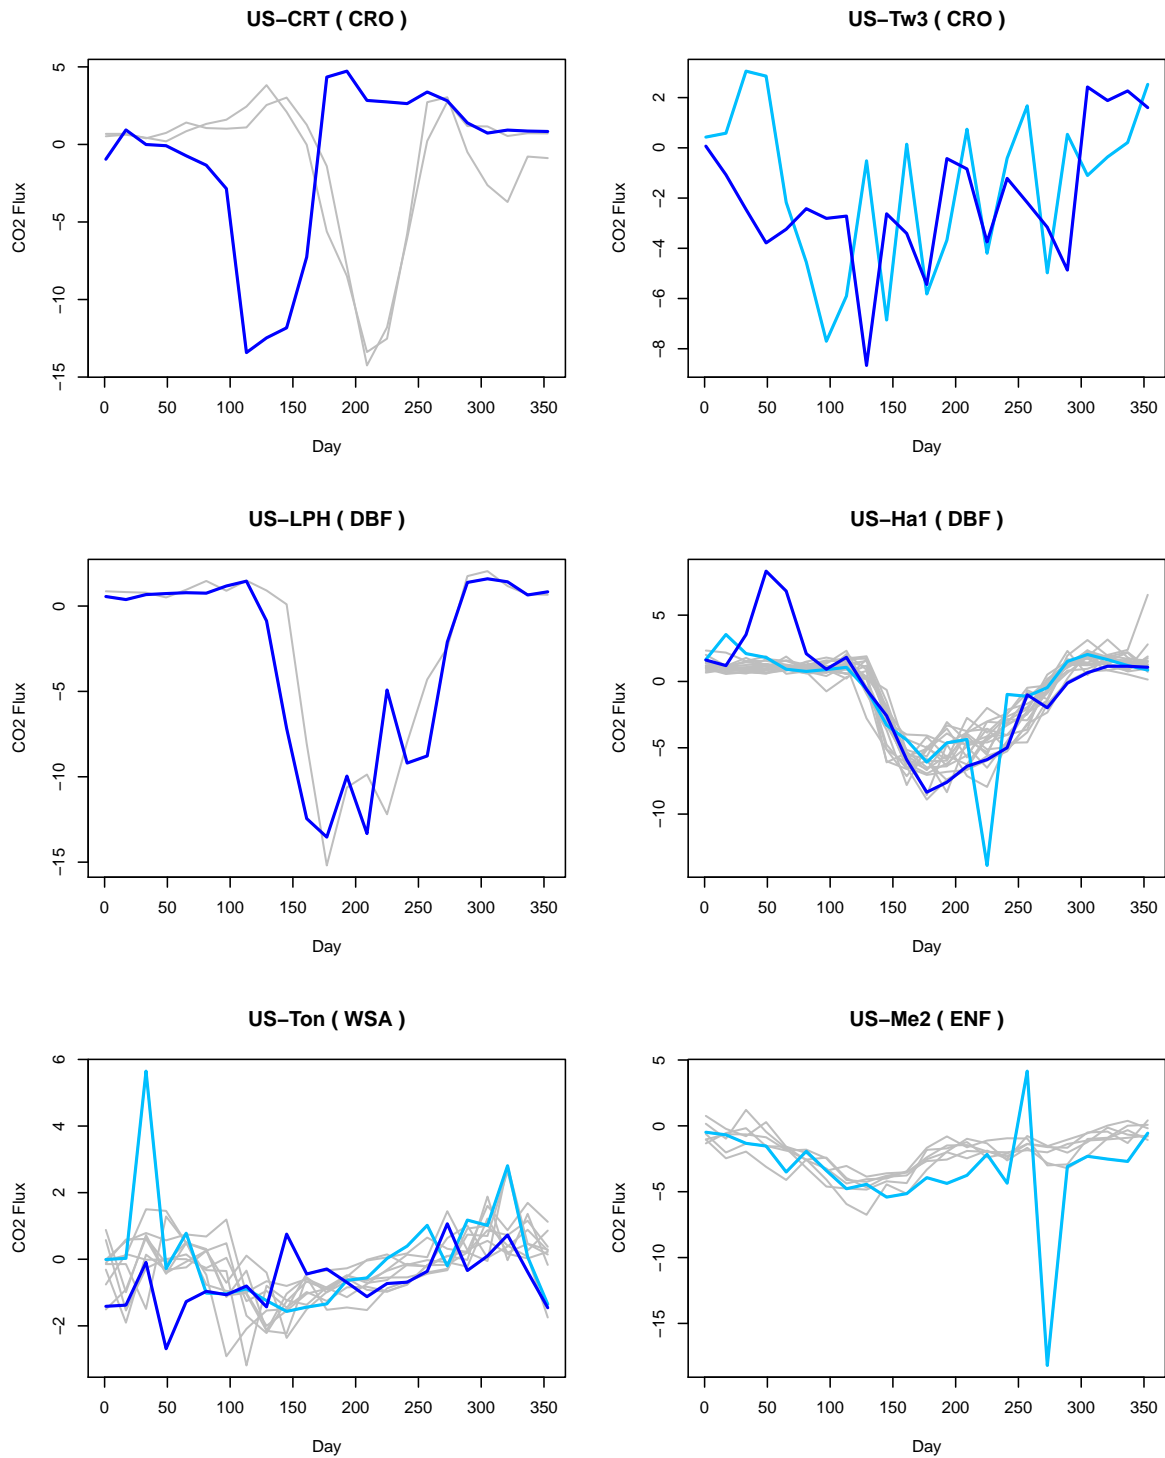 US−CRT ( CRO )
CO2 Flux
5
0
−5
−10
−15
0 50 100 150 200 250 300 350
Day
US−Tw3 ( CRO )
CO2 Flux
2
0
−2
−4
−6
−8
0 50 100 150 200 250 300 350
Day
US−LPH ( DBF )
CO2 Flux
0
−5
−10
−15
0 50 100 150 200 250 300 350
Day
US−Ha1 ( DBF )
CO2 Flux
5
0
−5
−10
0 50 100 150 200 250 300 350
Day
US−Ton ( WSA )
CO2 Flux
6
4
2
0
−2
0 50 100 150 200 250 300 350
Day
US−Me2 ( ENF )
CO2 Flux
5
0
−5
−10
−15
0 50 100 150 200 250 300 350
Day